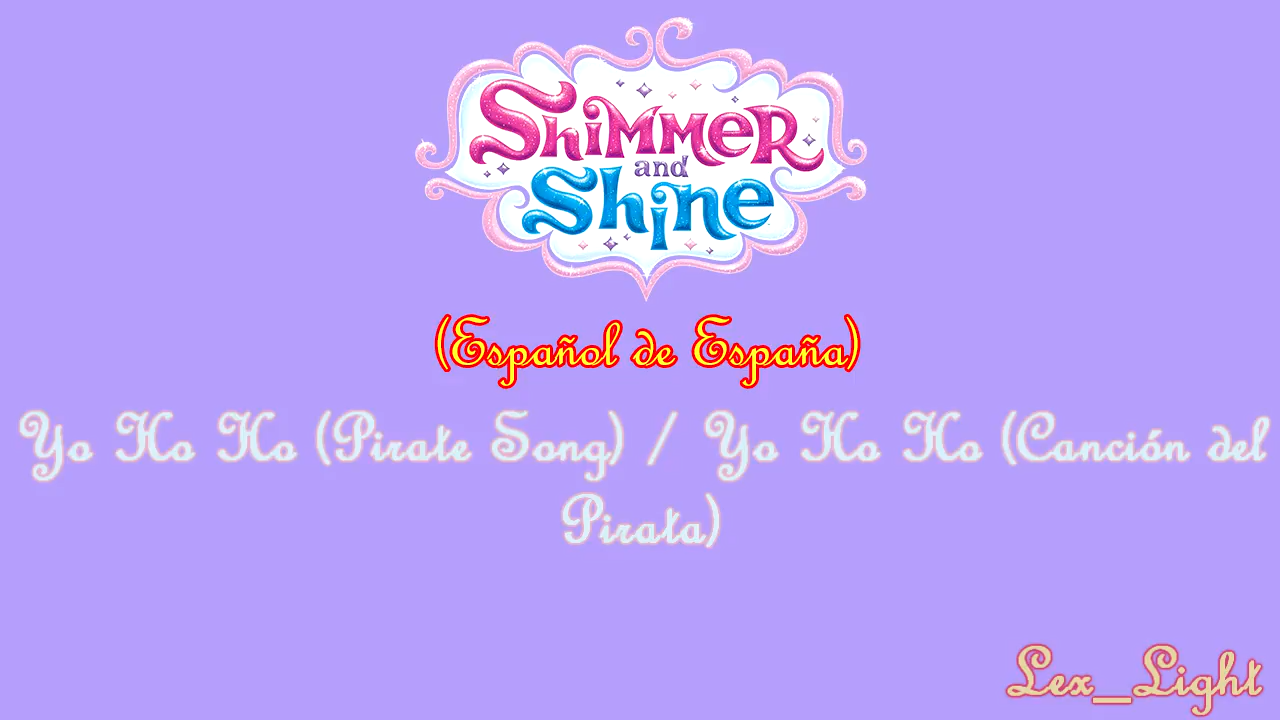 Shimmer
and
Shine
(Español de España)
Yo Ho Ho (Pirate Song) / Yo Ho Ho (Canción del
Pirata)
Lex_Light